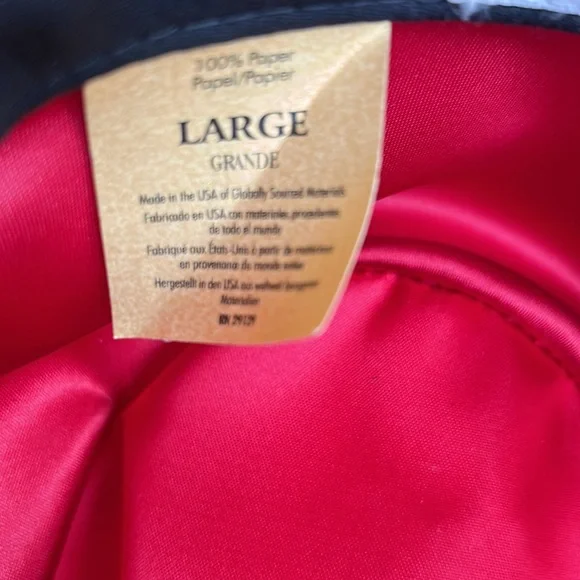 100% Paper
Papel/Papier
LARGE
GRANDE
Made in the USA of Globally Sourced Materials
Fabricado en USA con materiales procedentes
de todo el mundo
Fabriqué aux États-Unis à partir de matériaux
en provenance du monde entier
Hergestellt in den USA aus weltweit
Materialien
RN